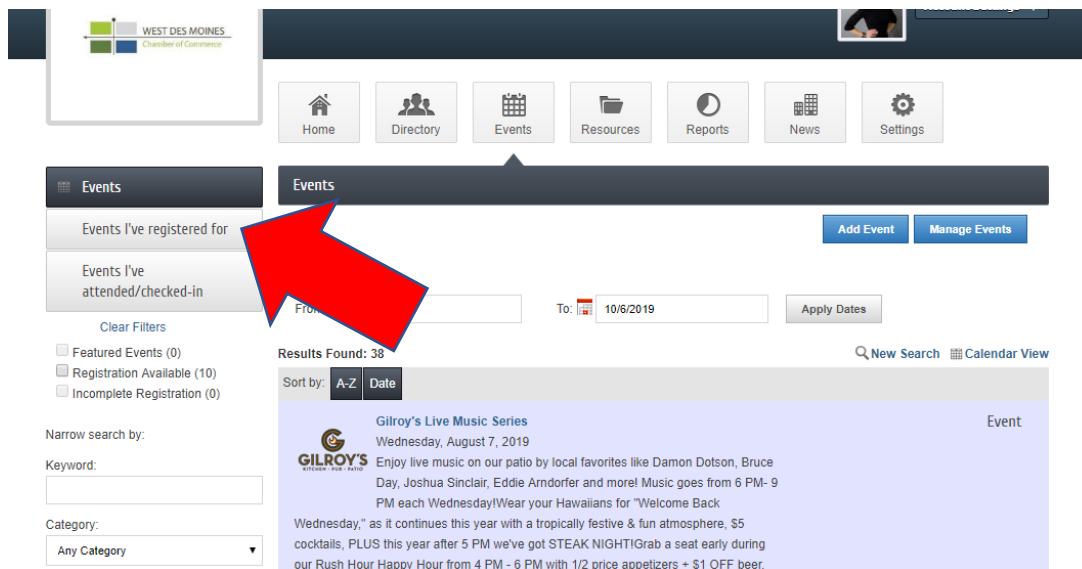 WEST DES MOINES
Chamber of Commerce
Home
Directory
Events
Resources
Reports
News
Settings
Events
Events I've registered for
Events I've
attended/checked-in
Clear Filters
Featured Events (0)
Registration Available (10)
Incomplete Registration (0)
Narrow search by:
Keyword:
Category:
Any Category
Events
Add Event
Manage Events
To:
10/6/2019
Apply Dates
Results Found: 38
New Search
Calendar View
Sort by:
A-Z
Date
GILROY'S
KITCHEN · PUB · PATIO
Gilroy's Live Music Series
Event
Wednesday, August 7, 2019
Enjoy live music on our patio by local favorites like Damon Dotson, Bruce
Day, Joshua Sinclair, Eddie Arndorfer and more! Music goes from 6 PM- 9
PM each Wednesday!Wear your Hawaiians for "Welcome Back
Wednesday," as it continues this year with a tropically festive & fun atmosphere, $5
cocktails, PLUS this year after 5 PM we've got STEAK NIGHT!Grab a seat early during
our Rush Hour Happy Hour from 4 PM - 6 PM with 1/2 price appetizers + $1 OFF beer,